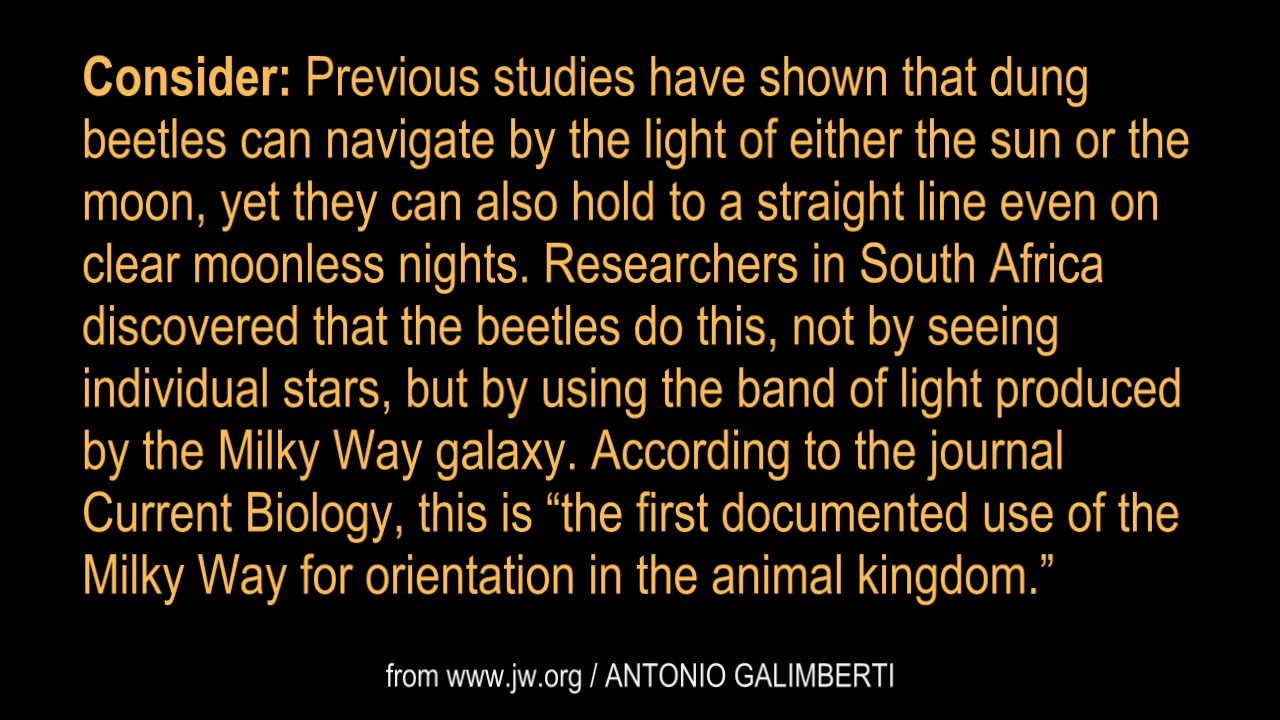 Consider: Previous studies have shown that dung
beetles can navigate by the light of either the sun or the
moon, yet they can also hold to a straight line even on
clear moonless nights. Researchers in South Africa
discovered that the beetles do this, not by seeing
individual stars, but by using the band of light produced
by the Milky Way galaxy. According to the journal
Current Biology, this is “the first documented use of the
Milky Way for orientation in the animal kingdom.”
from www.jw.org / ANTONIO GALIMBERTI